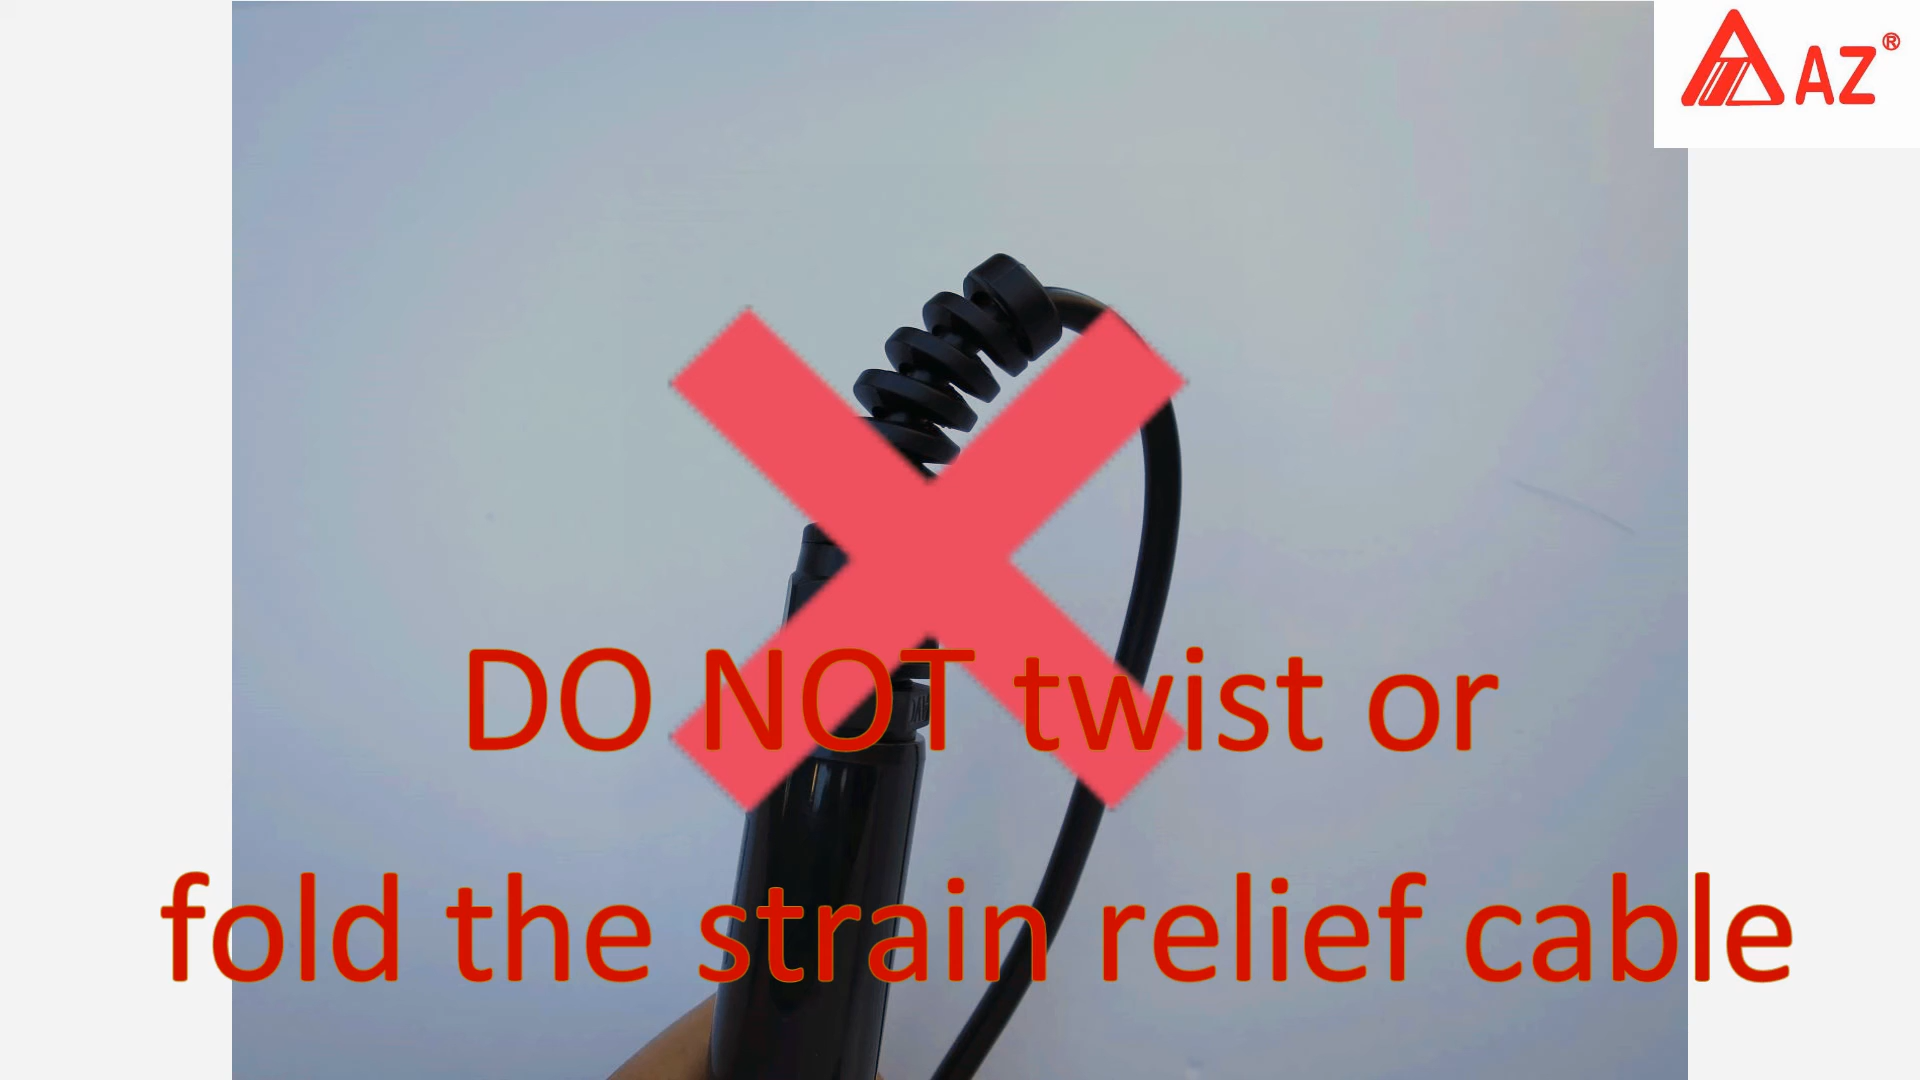 AZ®
DO NOT twist or
fold the strain relief cable